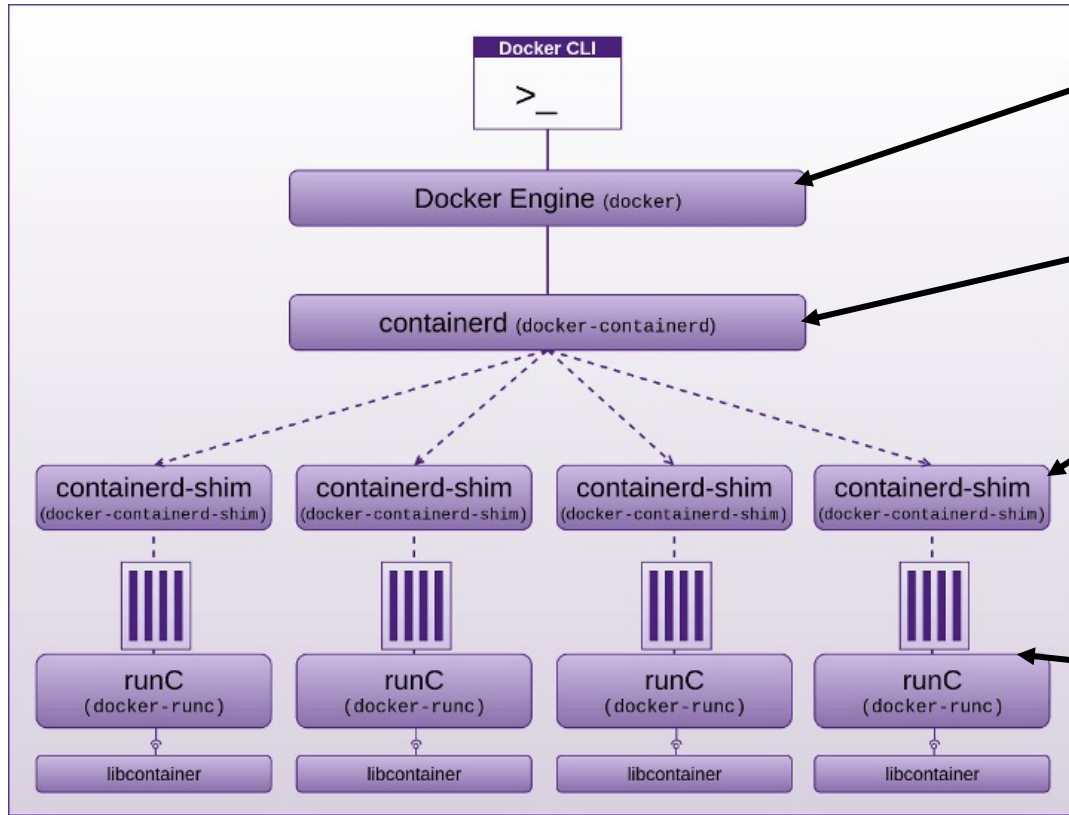 Docker CLI
>_
Docker Engine (docker)
containerd (docker-containerd)
containerd-shim
(docker-containerd-shim)
containerd-shim
(docker-containerd-shim)
containerd-shim
(docker-containerd-shim)
containerd-shim
(docker-containerd-shim)
runC
(docker-runc)
runC
(docker-runc)
runC
(docker-runc)
runC
(docker-runc)
libcontainer
libcontainer
libcontainer
libcontainer